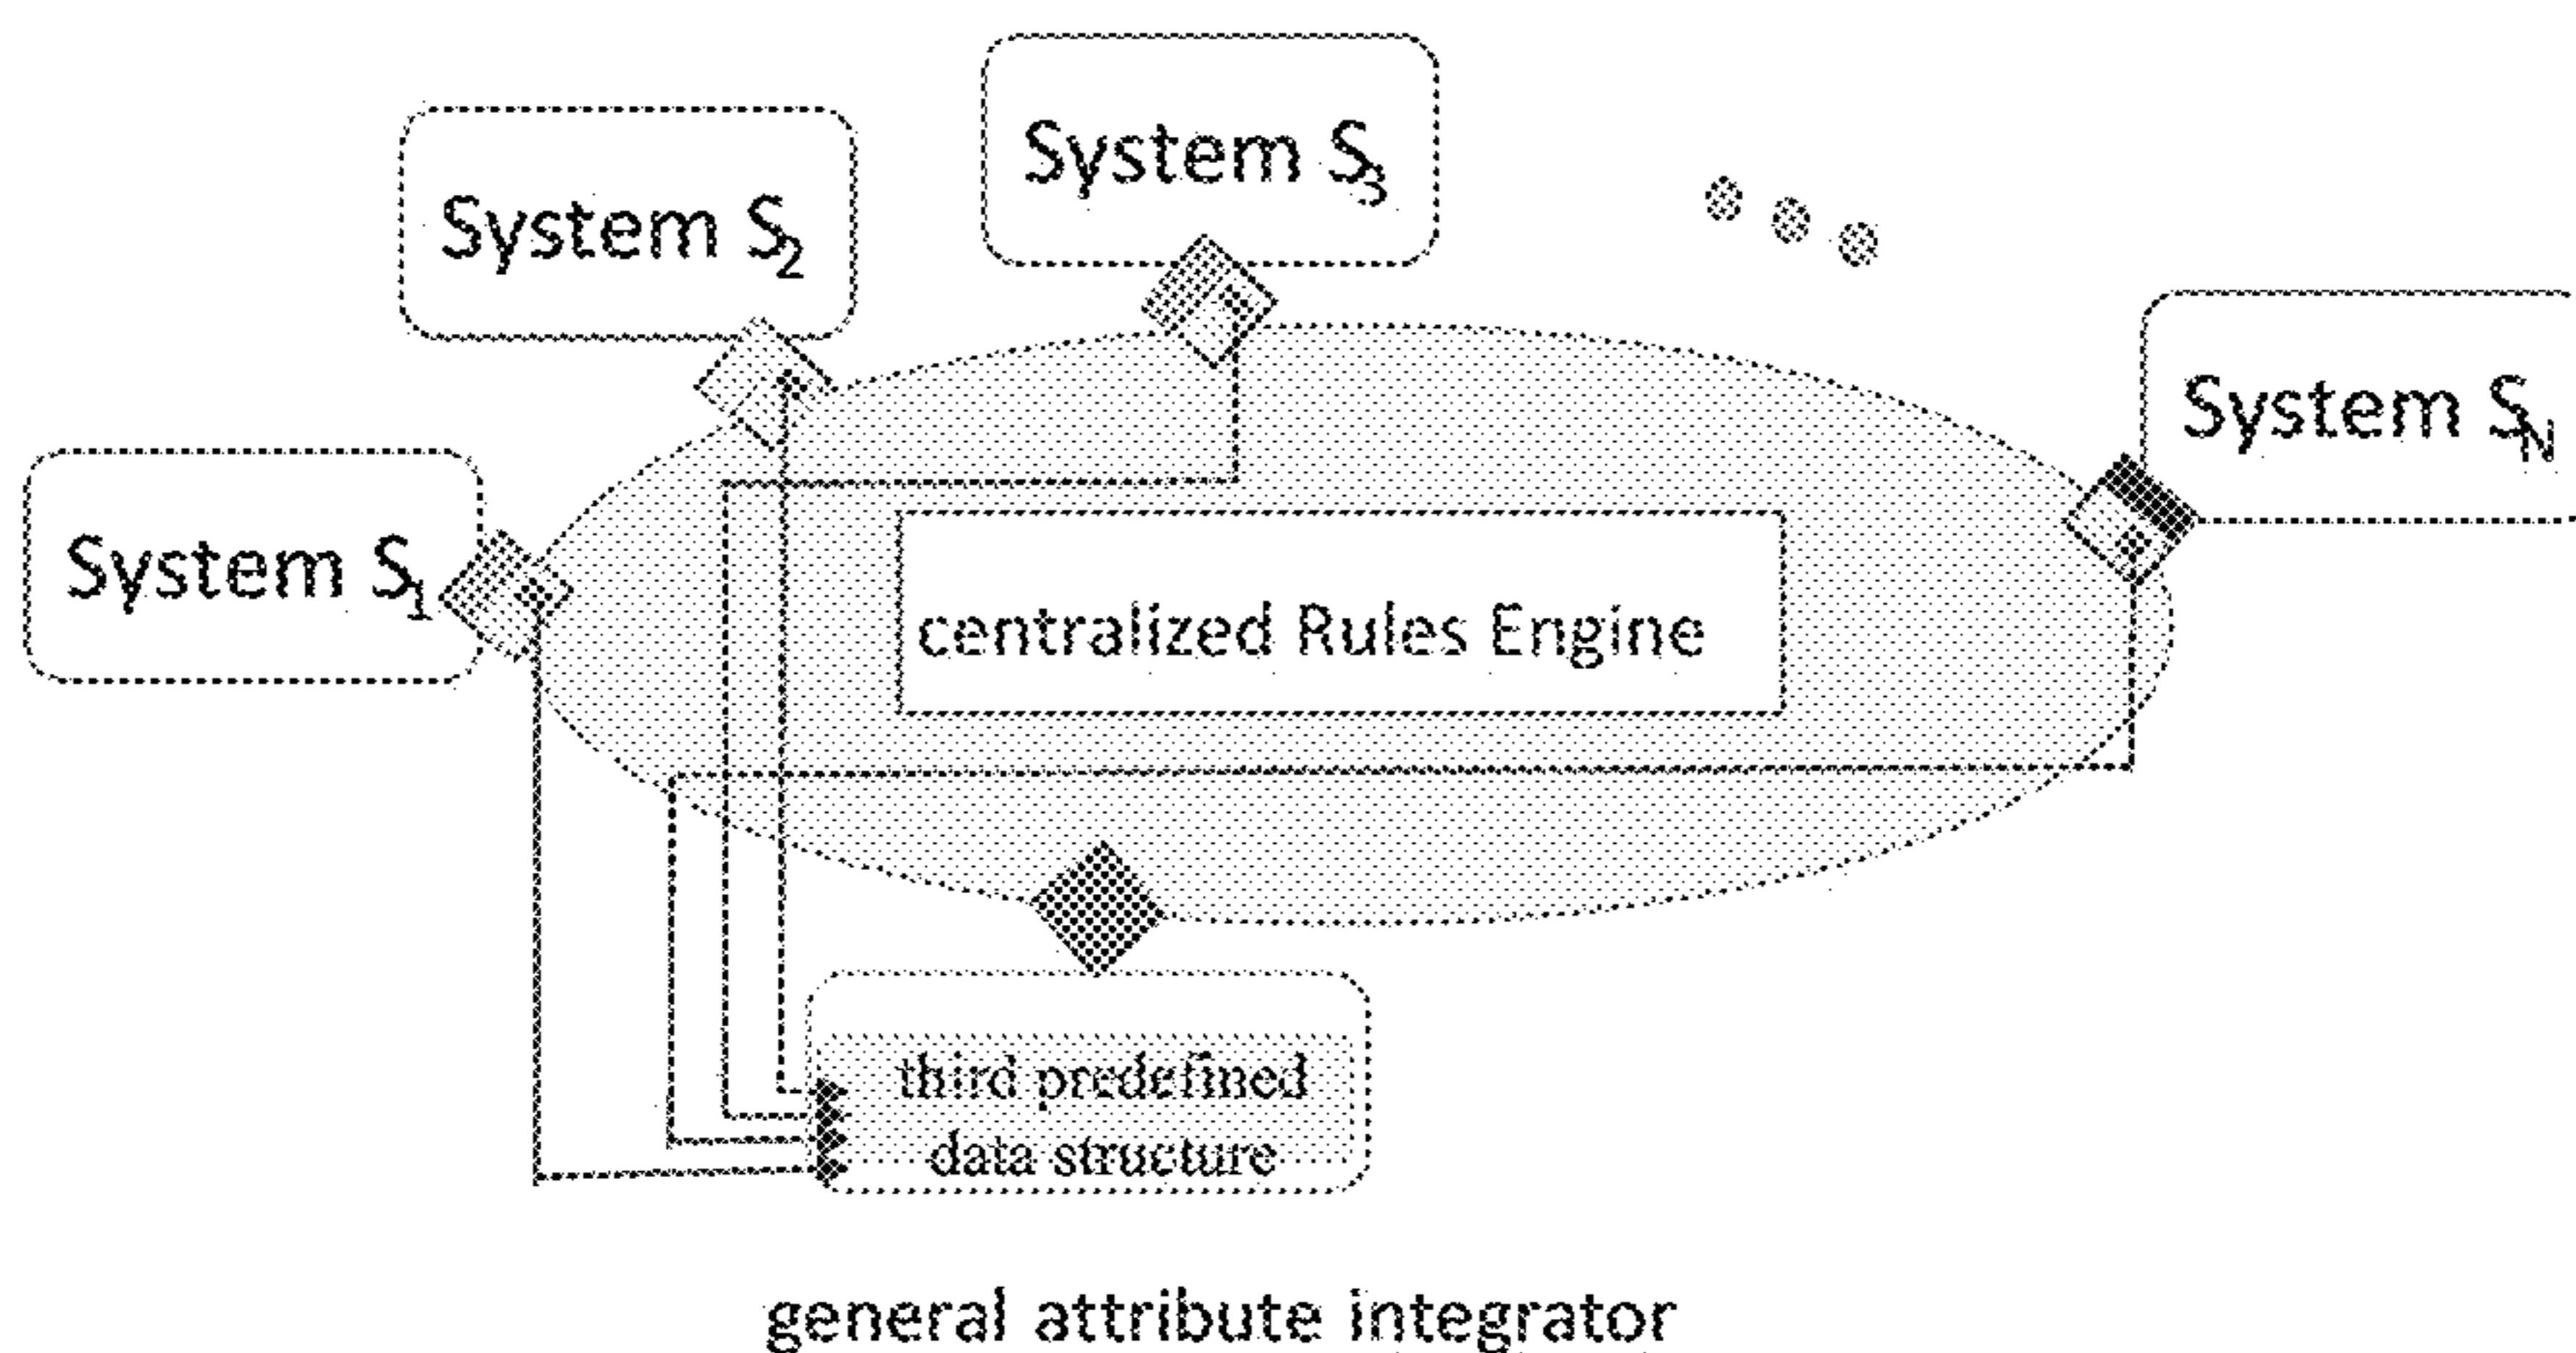 System S3
System S2
System SN
System S1
centralized Rules Engine
third predefined
data structure
general attribute integrator